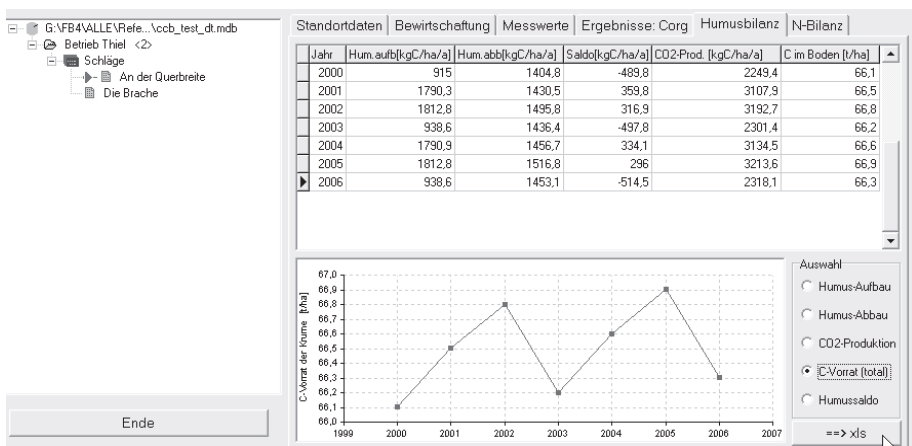 G:\FB4\ALLE\Refe...\ccb_test_dt.mdb
Betrieb Thiel <2>
Schläge
An der Querbreite
Die Brache
Ende
Standortdaten Bewirtschaftung Messwerte Ergebnisse: Corg Humusbilanz N-Bilanz
Jahr Hum.aufb[kgC/ha/a] Hum.abb[kgC/ha/a] Saldo[kgC/ha/a] CO2-Prod. [kgC/ha/a] C im Boden [t/ha]
2000 915 1404,8 -489,8 2249,4 66,1
2001 1790,3 1430,5 359,8 3107,9 66,5
2002 1812,8 1495,8 316,9 3192,7 66,8
2003 938,6 1436,4 -497,8 2301,4 66,2
2004 1790,9 1456,7 334,1 3134,5 66,6
2005 1812,8 1516,8 296 3213,6 66,9
2006 938,6 1453,1 -514,5 2318,1 66,3
C-Vorrat der Krume [t/ha]
67,0
66,9
66,8
66,7
66,6
66,5
66,4
66,3
66,2
66,1
66,0
1999 2000 2001 2002 2003 2004 2005 2006 2007
Auswahl
Humus-Aufbau
Humus-Abbau
CO2-Produktion
C-Vorrat (total)
Humussaldo
==> xls